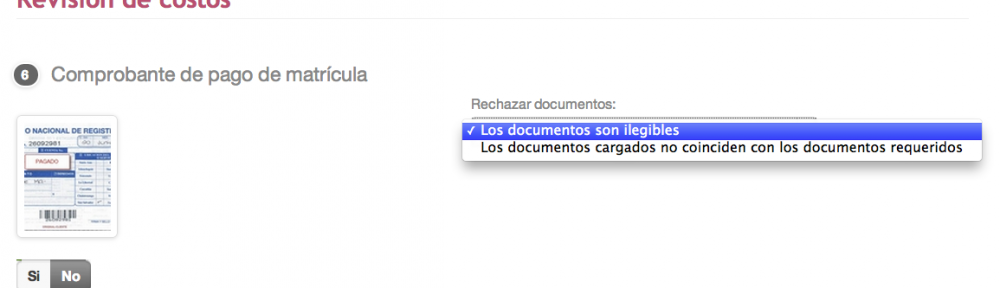 Revisión de costos
6 Comprobante de pago de matrícula
Rechazar documentos:
✓ Los documentos son ilegibles
Los documentos cargados no coinciden con los documentos requeridos
O NACIONAL DE REGISTR
26092981
PAGADO
Si No